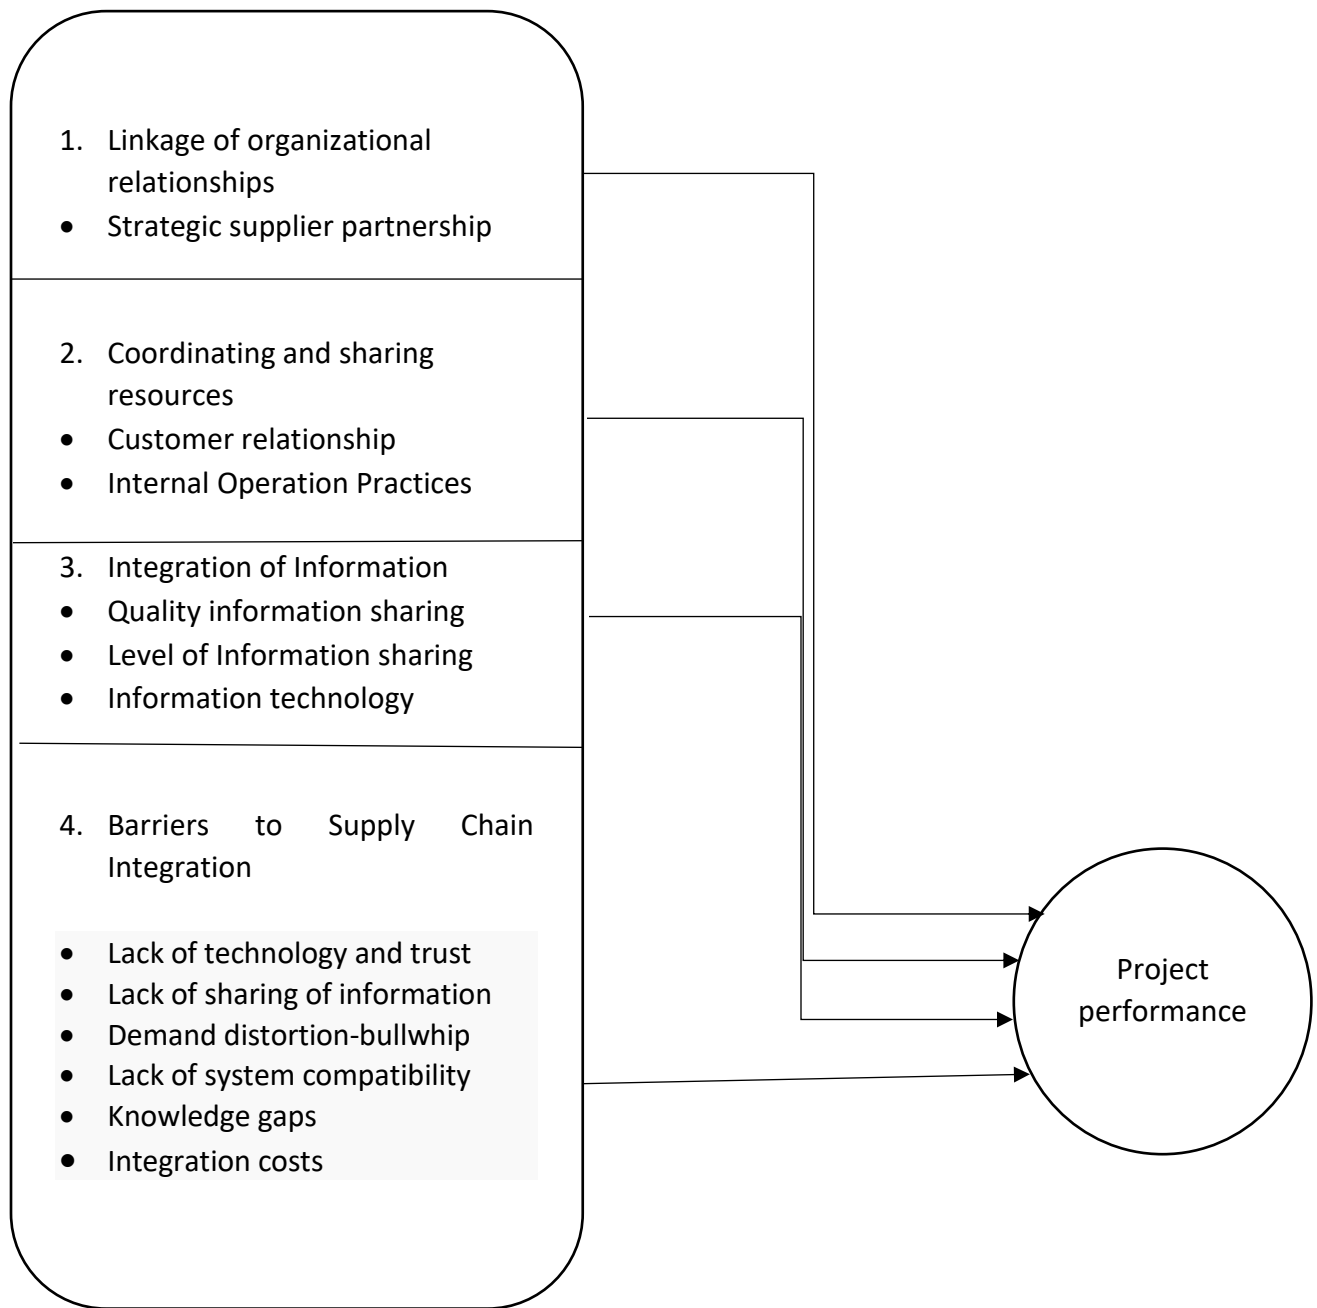 1. Linkage of organizational
relationships
• Strategic supplier partnership
2. Coordinating and sharing
resources
• Customer relationship
• Internal Operation Practices
3. Integration of Information
• Quality information sharing
• Level of Information sharing
• Information technology
4. Barriers to Supply Chain
Integration
• Lack of technology and trust
• Lack of sharing of information
• Demand distortion-bullwhip
• Lack of system compatibility
• Knowledge gaps
• Integration costs
Project
performance